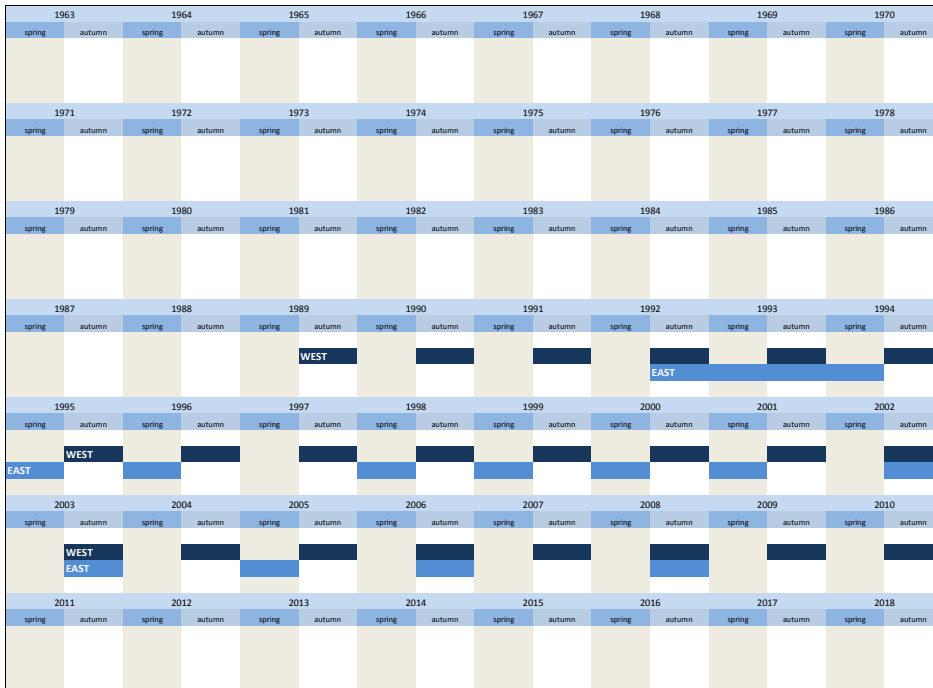 1963 1964 1965 1966 1967 1968 1969 1970
spring autumn spring autumn spring autumn spring autumn spring autumn spring autumn spring autumn spring autumn
1971 1972 1973 1974 1975 1976 1977 1978
spring autumn spring autumn spring autumn spring autumn spring autumn spring autumn spring autumn spring autumn
1979 1980 1981 1982 1983 1984 1985 1986
spring autumn spring autumn spring autumn spring autumn spring autumn spring autumn spring autumn spring autumn
1987 1988 1989 1990 1991 1992 1993 1994
spring autumn spring autumn spring autumn spring autumn spring autumn spring autumn spring autumn spring autumn
WEST
EAST
1995 1996 1997 1998 1999 2000 2001 2002
spring autumn spring autumn spring autumn spring autumn spring autumn spring autumn spring autumn spring autumn
WEST
EAST
2003 2004 2005 2006 2007 2008 2009 2010
spring autumn spring autumn spring autumn spring autumn spring autumn spring autumn spring autumn spring autumn
WEST
EAST
2011 2012 2013 2014 2015 2016 2017 2018
spring autumn spring autumn spring autumn spring autumn spring autumn spring autumn spring autumn spring autumn